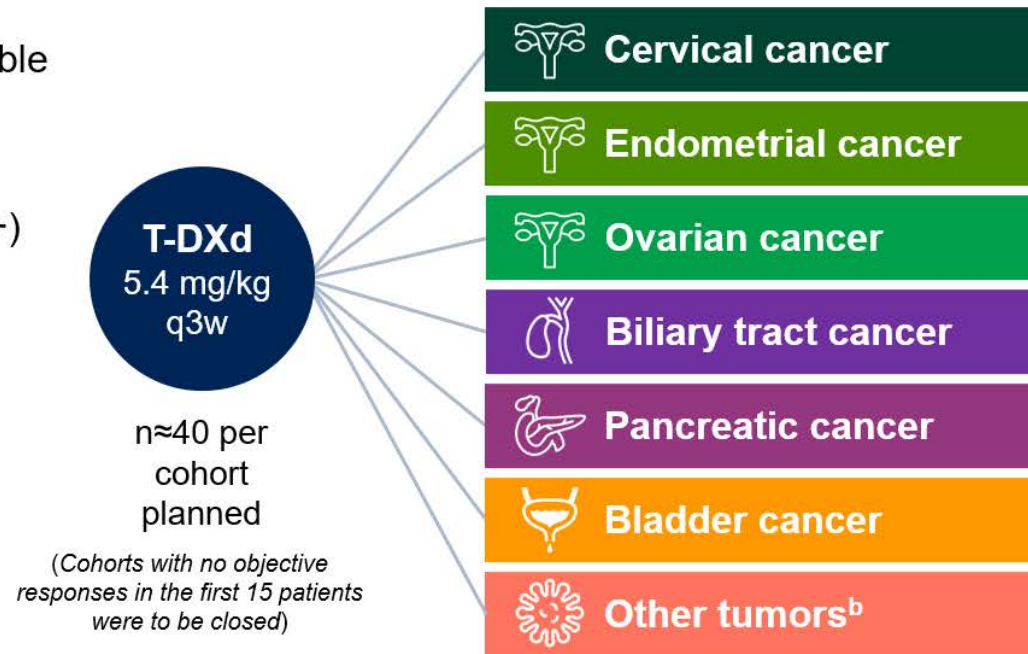 ble
+)
T-DXd
5.4 mg/kg
q3w
n≈40 per
cohort
planned
(Cohorts with no objective
responses in the first 15 patients
were to be closed)
Cervical cancer
Endometrial cancer
Ovarian cancer
Biliary tract cancer
Pancreatic cancer
Bladder cancer
Other tumorsᵇ